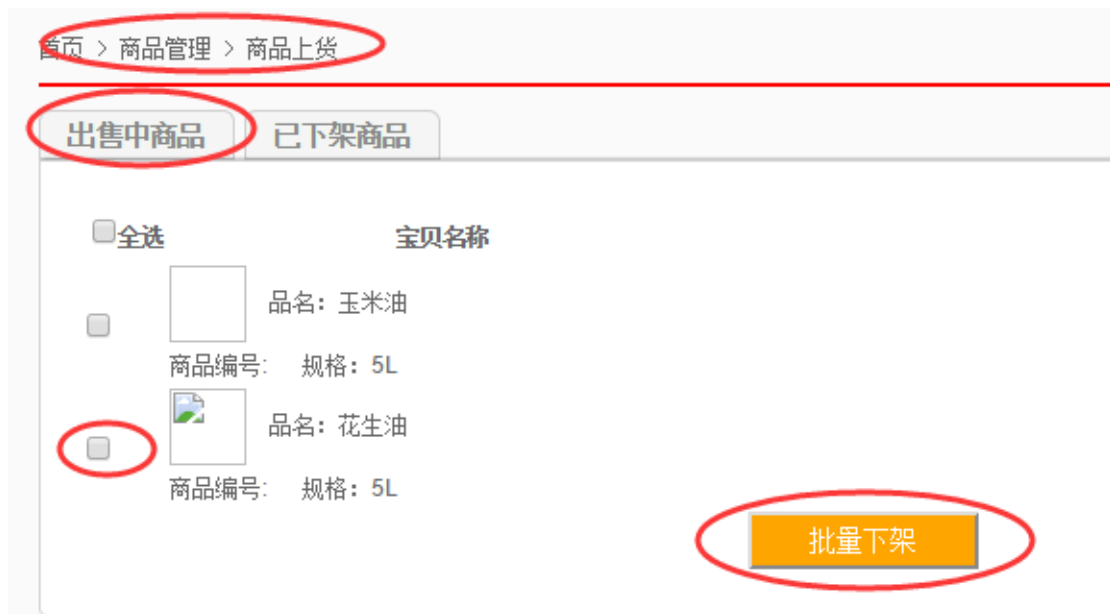 首页 > 商品管理 > 商品上货
出售中商品 已下架商品
全选 宝贝名称
品名：玉米油
商品编号: 规格：5L
品名：花生油
商品编号: 规格：5L
批量下架